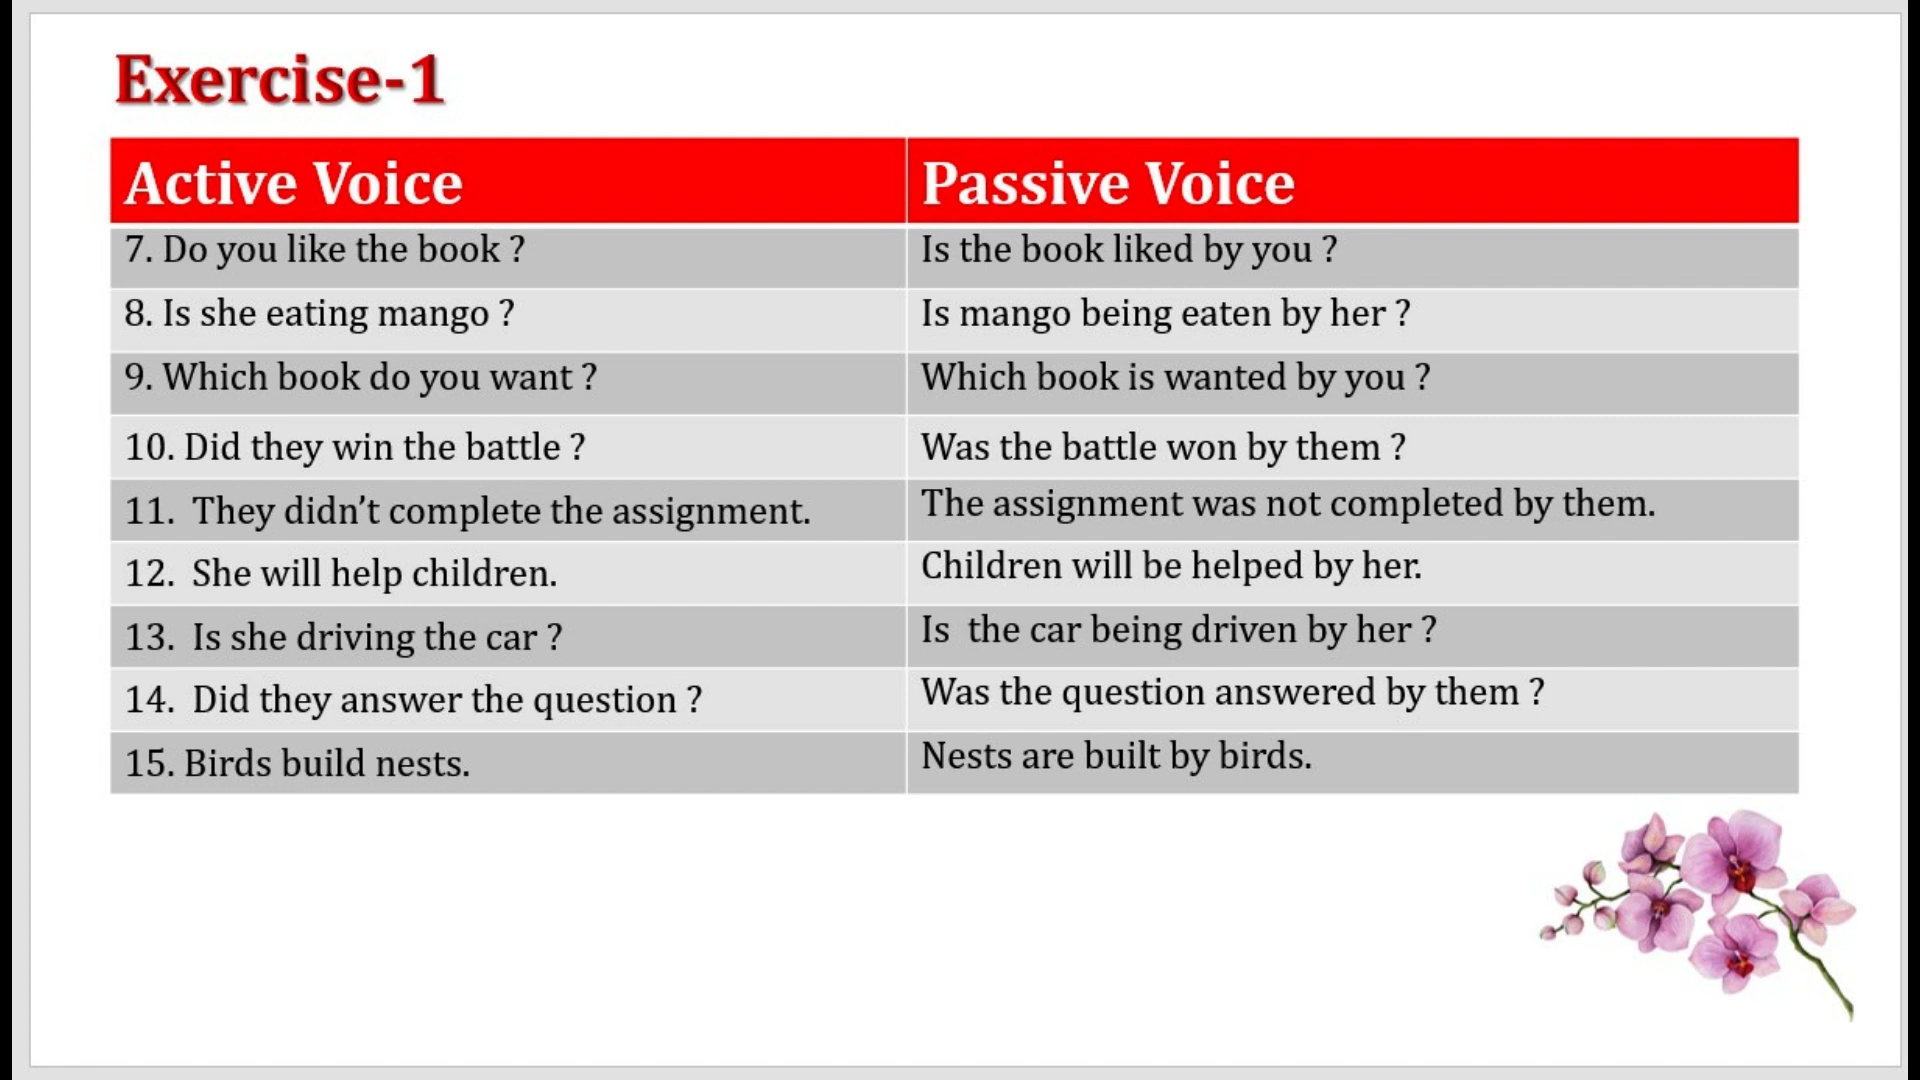 Exercise-1
Active Voice Passive Voice
7. Do you like the book ? Is the book liked by you ?
8. Is she eating mango ? Is mango being eaten by her ?
9. Which book do you want ? Which book is wanted by you ?
10. Did they win the battle ? Was the battle won by them ?
11.  They didn’t complete the assignment. The assignment was not completed by them.
12.  She will help children. Children will be helped by her.
13.  Is she driving the car ? Is  the car being driven by her ?
14.  Did they answer the question ? Was the question answered by them ?
15. Birds build nests. Nests are built by birds.